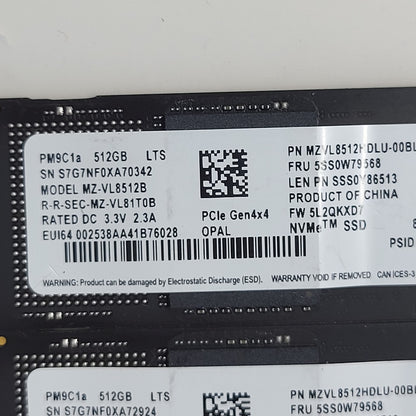 PM9C1a 512GB LTS
SN S7G7NF0XA70342
MODEL MZ-VL8512B
R-R-SEC-MZ-VL81T0B
RATED DC 3.3V 2.3A
EUI64 002538AA41B76028
PCIe Gen4x4
OPAL
PN MZVL8512HDLU-00BL
FRU 5SS0W79568
LEN PN SSS0Y86513
PRODUCT OF CHINA
FW 5L2QKXD7
NVMe™ SSD
PSID
WARNING: Product can be damaged by Electrostatic Discharge (ESD).
WARRANTY VOID IF REMOVED CAN ICES-3
PM9C1a 512GB LTS
SN S7G7NF0XA72924
PN MZVL8512HDLU-00BL
FRU 5SS0W79568